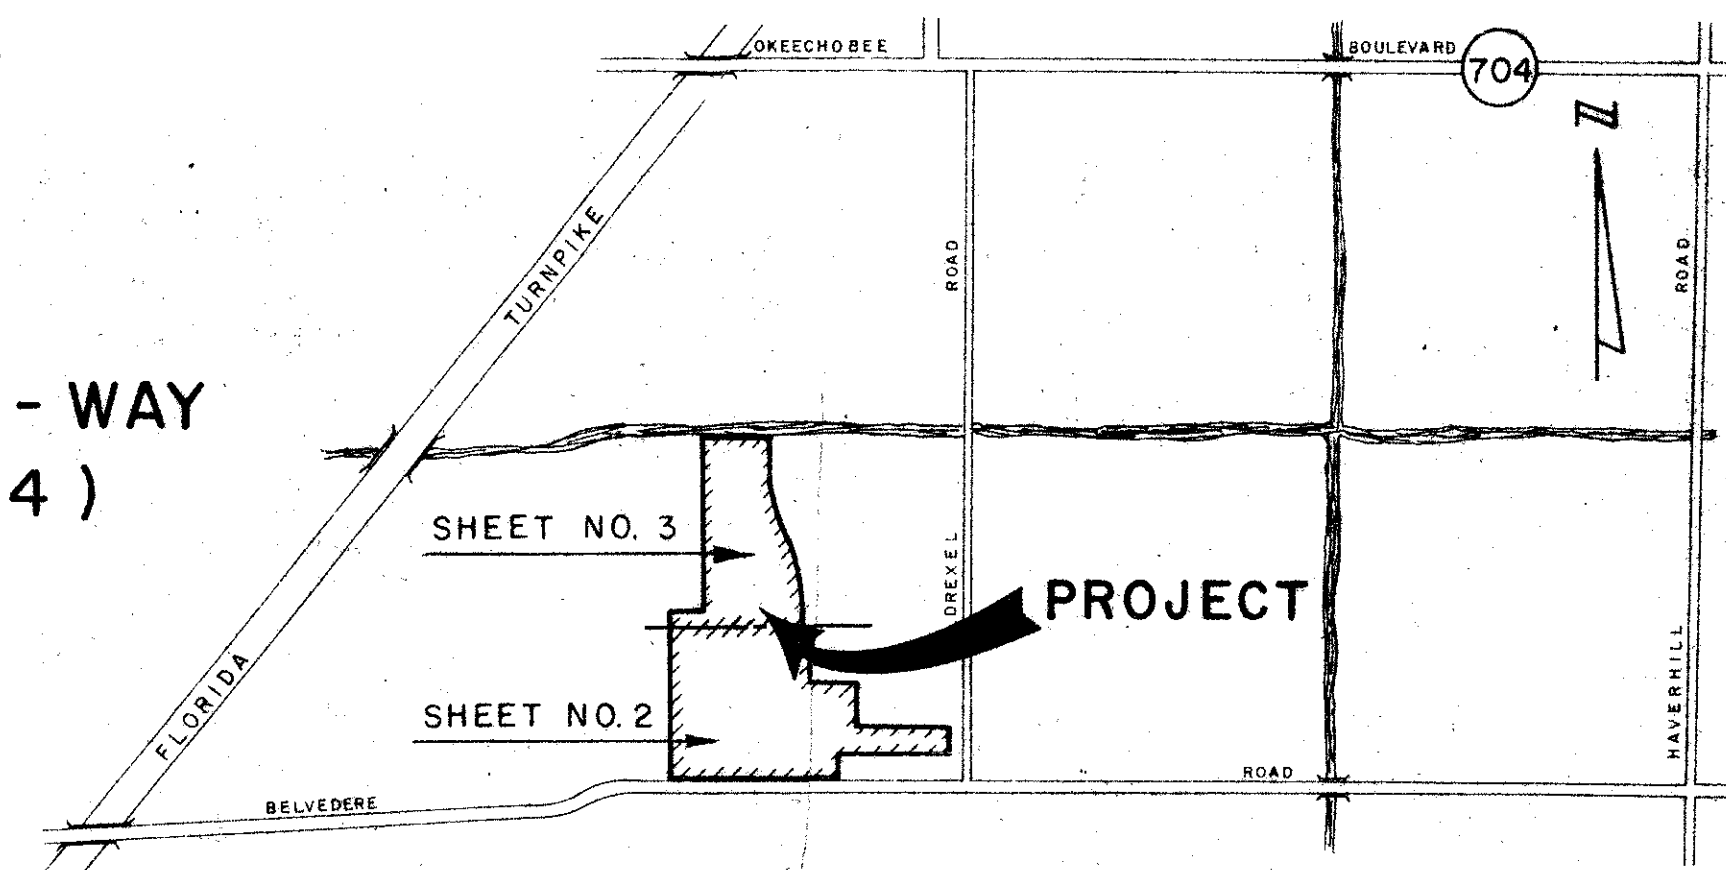 OKEECHOBEE BOULEVARD
704
N
TURNPIKE
ROAD
ROAD
- WAY
4 )
SHEET NO. 3
DREXEL
PROJECT
FLORIDA
HAVERHILL
SHEET NO. 2
ROAD
BELVEDERE